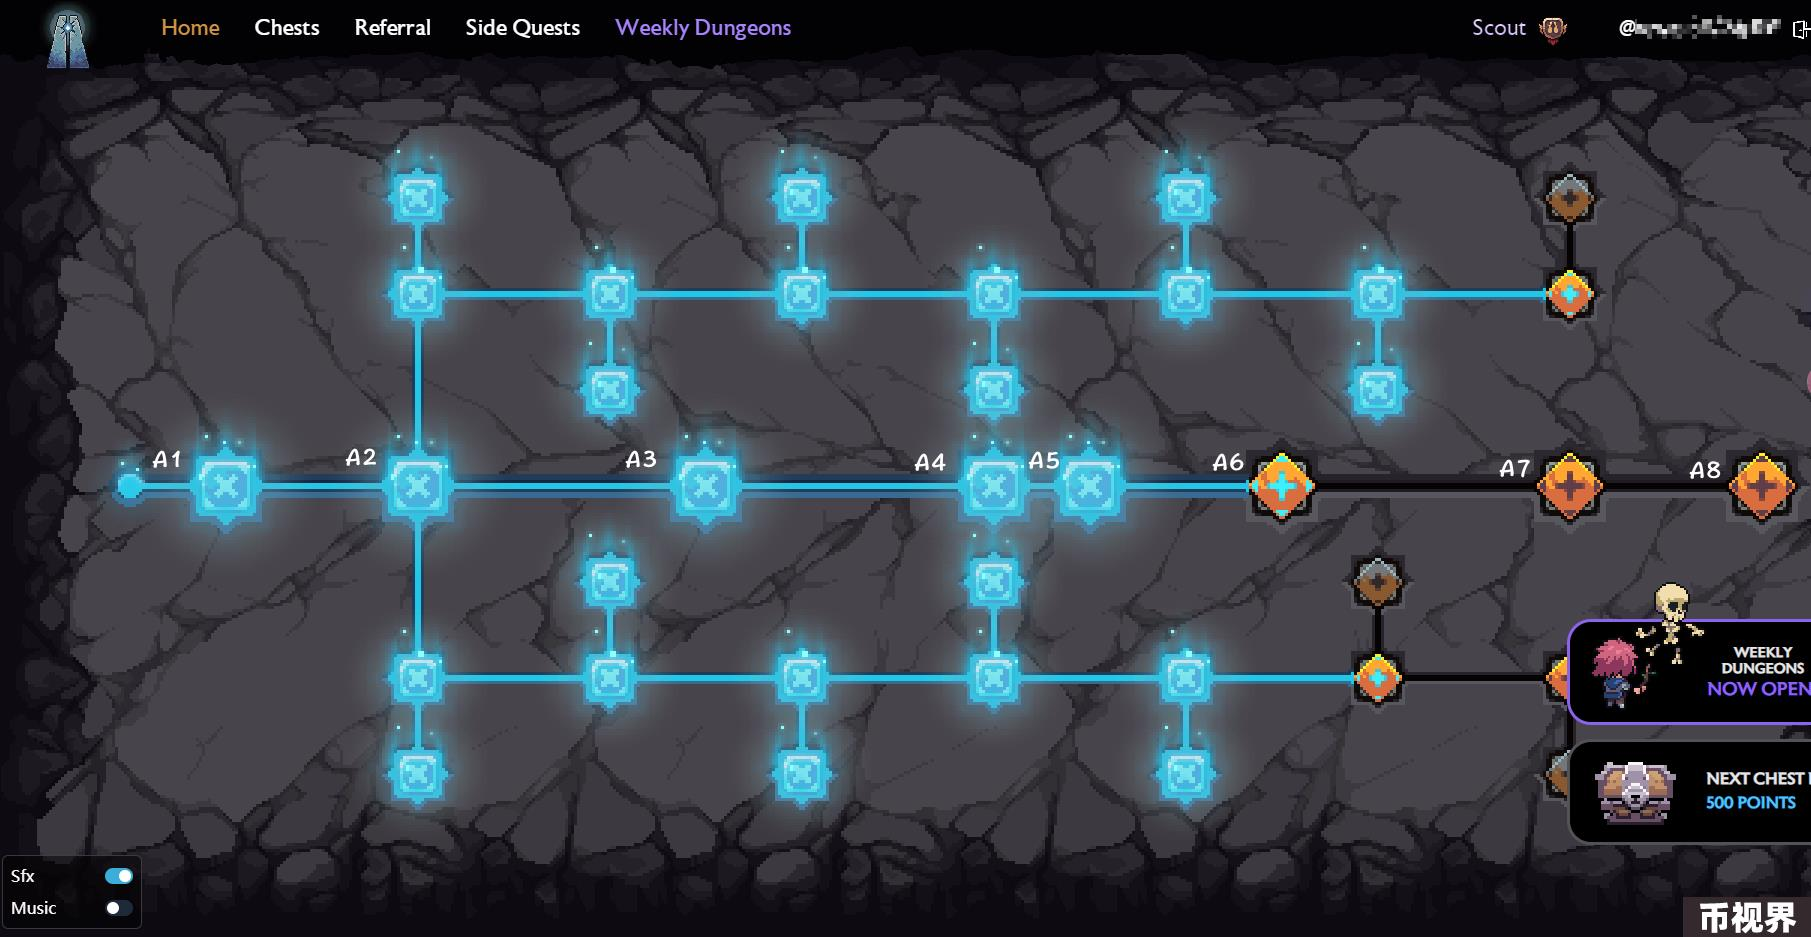 Home
Chests
Referral
Side Quests
Weekly Dungeons
Scout
@
A1
A2
A3
A4
A5
A6
A7
A8
WEEKLY
DUNGEONS
NOW OPEN
NEXT CHEST
500 POINTS
Sfx
Music
币视界